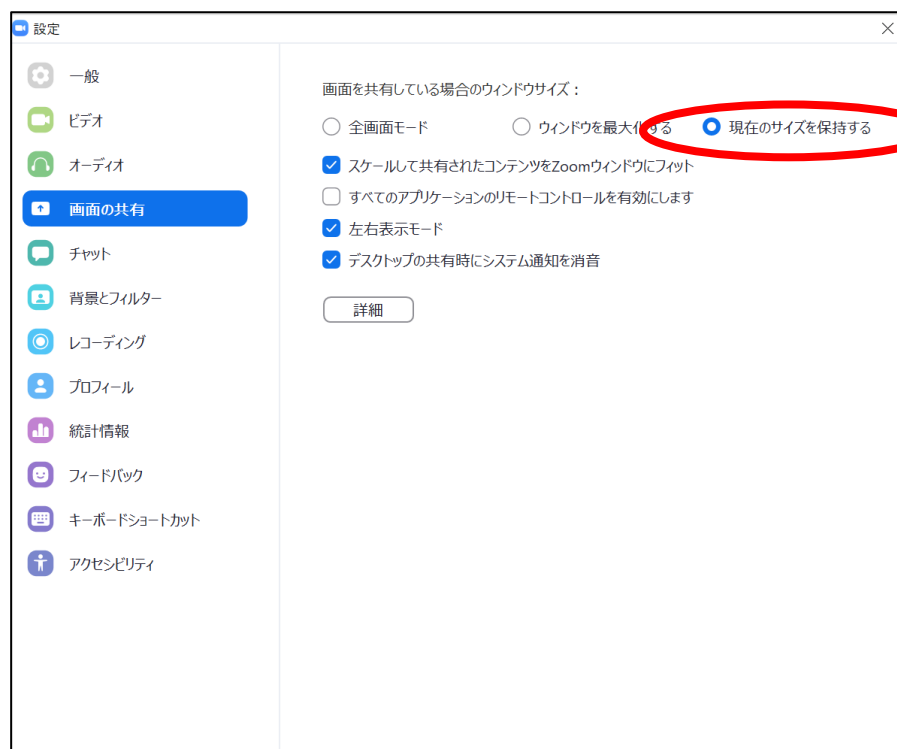 設定
一般
ビデオ
オーディオ
画面の共有
チャット
背景とフィルター
レコーディング
プロフィール
統計情報
フィードバック
キーボードショートカット
アクセシビリティ
画面を共有している場合のウィンドウサイズ：
全画面モード ウィンドウを最大化する 現在のサイズを保持する
スケールして共有されたコンテンツをZoomウィンドウにフィット
すべてのアプリケーションのリモートコントロールを有効にします
左右表示モード
デスクトップの共有時にシステム通知を消音
詳細